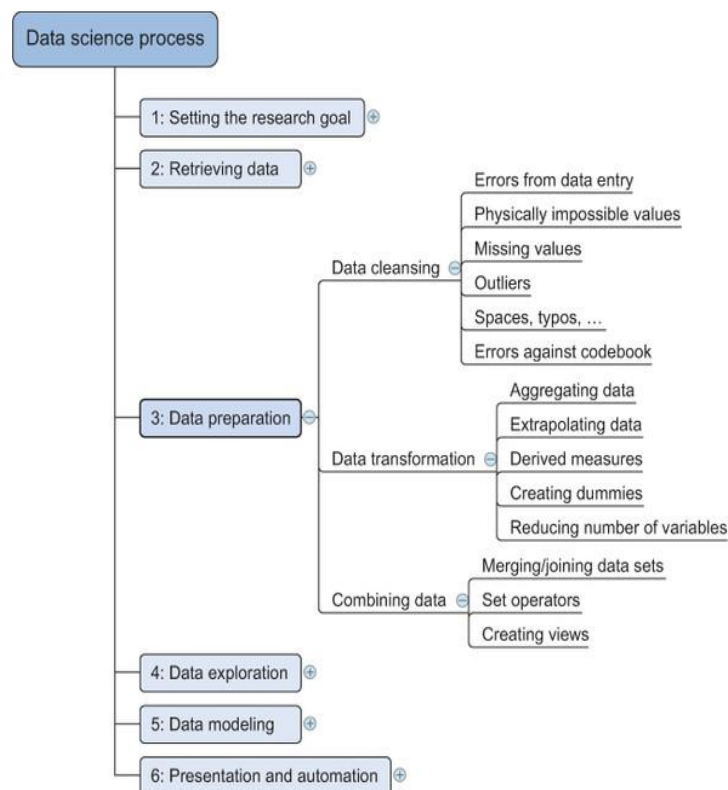 Data science process
1: Setting the research goal
2: Retrieving data
Errors from data entry
Physically impossible values
Missing values
Data cleansing
Outliers
Spaces, typos, ...
Errors against codebook
3: Data preparation
Aggregating data
Extrapolating data
Data transformation
Derived measures
Creating dummies
Reducing number of variables
Merging/joining data sets
Combining data
Set operators
Creating views
4: Data exploration
5: Data modeling
6: Presentation and automation